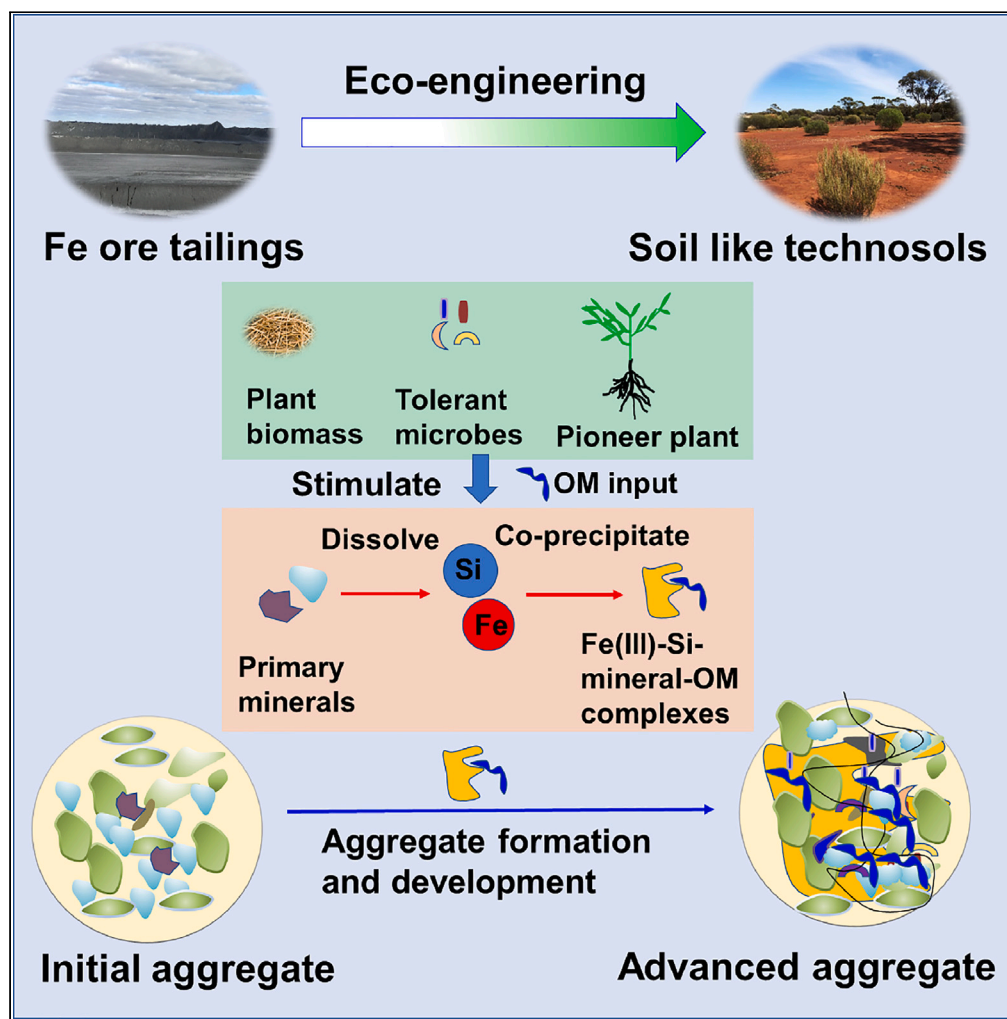 Eco-engineering
Fe ore tailings
Soil like technosols
Plant
biomass
Tolerant
microbes
Pioneer plant
Stimulate
OM input
Dissolve
Co-precipitate
Si
Fe
Primary
minerals
Fe(III)-Si-
mineral-OM
complexes
Aggregate formation
and development
Initial aggregate
Advanced aggregate